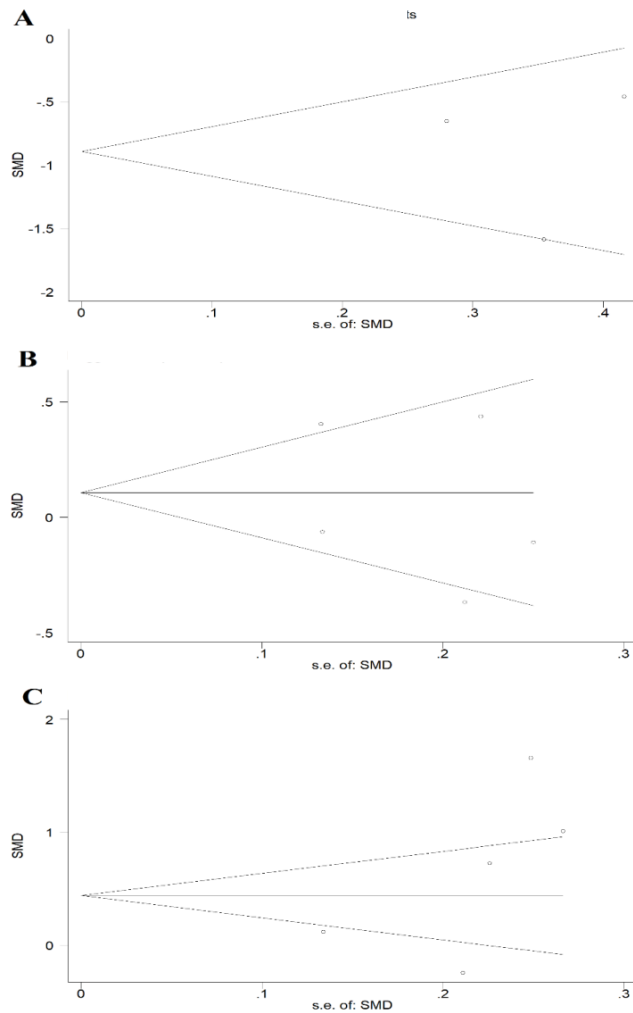 A
ts
0
-.5
-1
-1.5
-2
SMD
0 .1 .2 .3 .4
s.e. of: SMD
B
.5
0
-.5
SMD
0 .1 .2 .3
s.e. of: SMD
C
2
1
0
SMD
0 .1 .2 .3
s.e. of: SMD